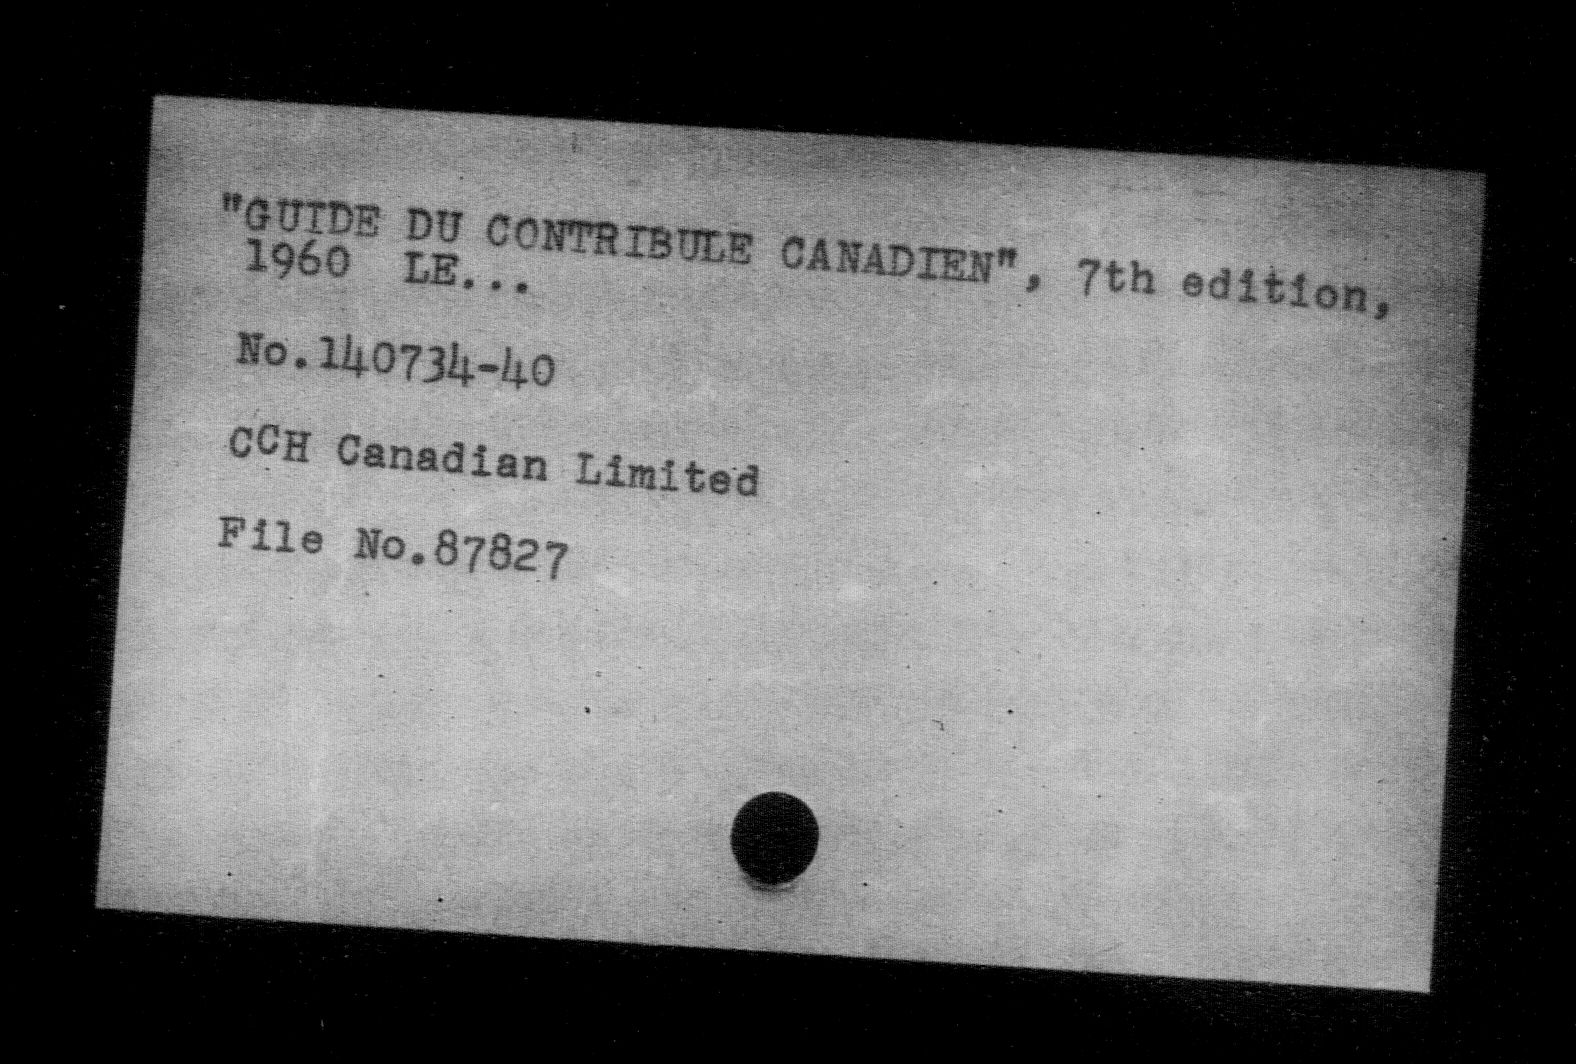 "GUIDE DU CONTRIBULE CANADIEN", 7th edition,
1960 LE...
No.140734-40
CCH Canadian Limited
File No.87827